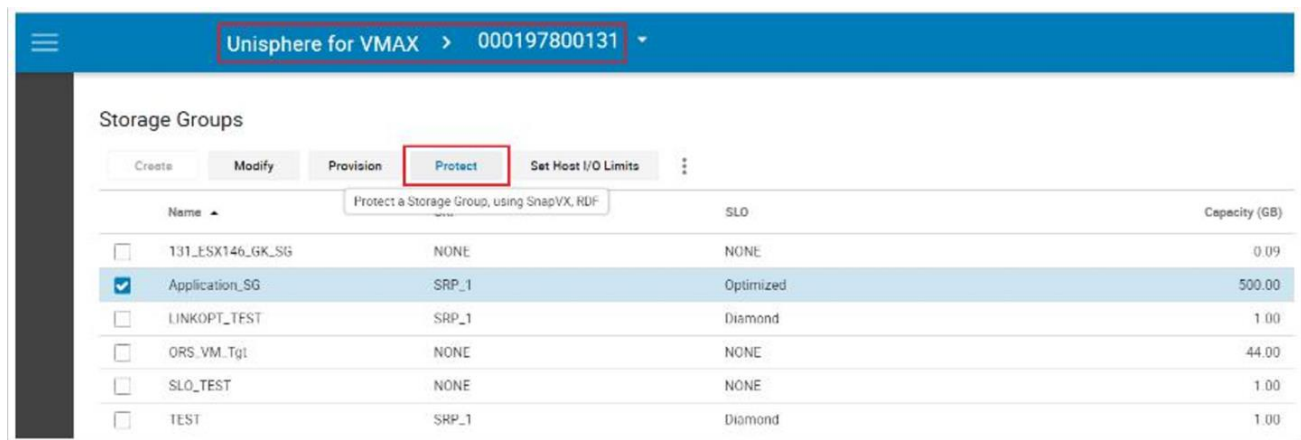 Unisphere for VMAX > 000197800131
Storage Groups
Create Modify Provision Protect Set Host I/O Limits
Protect a Storage Group, using SnapVX, RDF
Name SLO Capacity (GB)
131_ESX146_GK_SG NONE NONE 0.09
Application_SG SRP_1 Optimized 500.00
LINKOPT_TEST SRP_1 Diamond 1.00
ORS_VM_Tgt NONE NONE 44.00
SLO_TEST NONE NONE 1.00
TEST SRP_1 Diamond 1.00